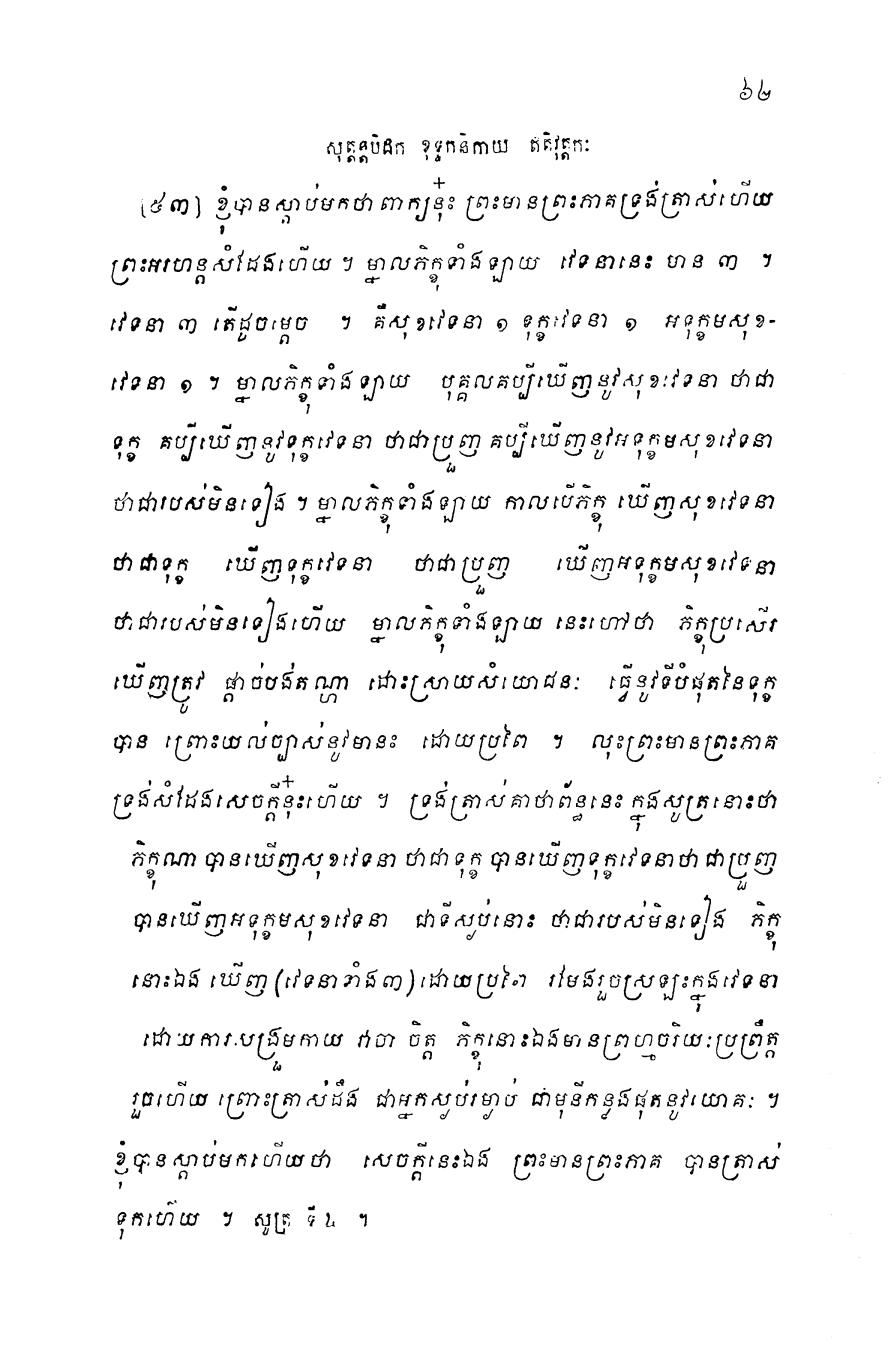 ៦២
សុត្តន្តបិដក ខុទ្ទកនិកាយ ឥតិវុត្តកៈ
(៥៣) ខ្ញុំបានស្តាប់មកថា ពាក្យនុ៎ះ ព្រះមានព្រះភាគទ្រង់ត្រាស់ហើយ
ព្រះអរហន្តសំដែងហើយ ។ ម្នាលភិក្ខុទាំងឡាយ វេទនានេះ មាន ៣ ។
វេទនា ៣ តើដូចម្តេច ។ គឺសុខវេទនា ១ ទុក្ខវេទនា ១ អទុក្ខមសុខ-
វេទនា ១ ។ ម្នាលភិក្ខុទាំងឡាយ បុគ្គលគប្បីឃើញនូវសុខវេទនា ថាជា
ទុក្ខ គប្បីឃើញនូវទុក្ខវេទនា ថាជាប្រួញ គប្បីឃើញនូវអទុក្ខមសុខវេទនា
ថាជារបស់មិនទៀង ។ ម្នាលភិក្ខុទាំងឡាយ កាលបើភិក្ខុ ឃើញសុខវេទនា
ថាជាទុក្ខ ឃើញទុក្ខវេទនា ថាជាប្រួញ ឃើញអទុក្ខមសុខវេទនា
ថាជារបស់មិនទៀងហើយ ម្នាលភិក្ខុទាំងឡាយ នេះហៅថា ភិក្ខុប្រសើរ
ឃើញត្រូវ ផ្តាច់បង់តណ្ហា ដោះស្រាយសំយោជនៈ ធ្វើនូវទីបំផុតនៃទុក្ខ
បាន ព្រោះយល់ច្បាស់នូវមានះ ដោយប្រពៃ ។ លុះព្រះមានព្រះភាគ
ទ្រង់សំដែងសេចក្តីនុ៎ះហើយ ។ ទ្រង់ត្រាស់គាថាព័ន្ធនេះ ក្នុងសូត្រនោះថា
ភិក្ខុណា បានឃើញសុខវេទនា ថាជាទុក្ខ បានឃើញទុក្ខវេទនាថា ជាប្រួញ
បានឃើញអទុក្ខមសុខវេទនា ជាទីស្ងប់នោះ ថាជារបស់មិនទៀង ភិក្ខុ
នោះឯង ឃើញ (វេទនាទាំង៣) ដោយប្រពៃ រមែងរួចស្រឡះក្នុងវេទនា
ដោយការបង្រួមកាយ វាចា ចិត្ត ភិក្ខុនោះឯងមានព្រហ្មចរិយៈប្រព្រឹត្ត
រួចហើយ ព្រោះត្រាស់ដឹង ជាអ្នកស្ងប់រម្ងាប់ ជាមុនីកន្លងផុតនូវយោគៈ ។
ខ្ញុំបានស្តាប់មកហើយថា សេចក្តីនេះឯង ព្រះមានព្រះភាគ បានត្រាស់
ទុកហើយ ។ សូត្រ ទី ៤ ។